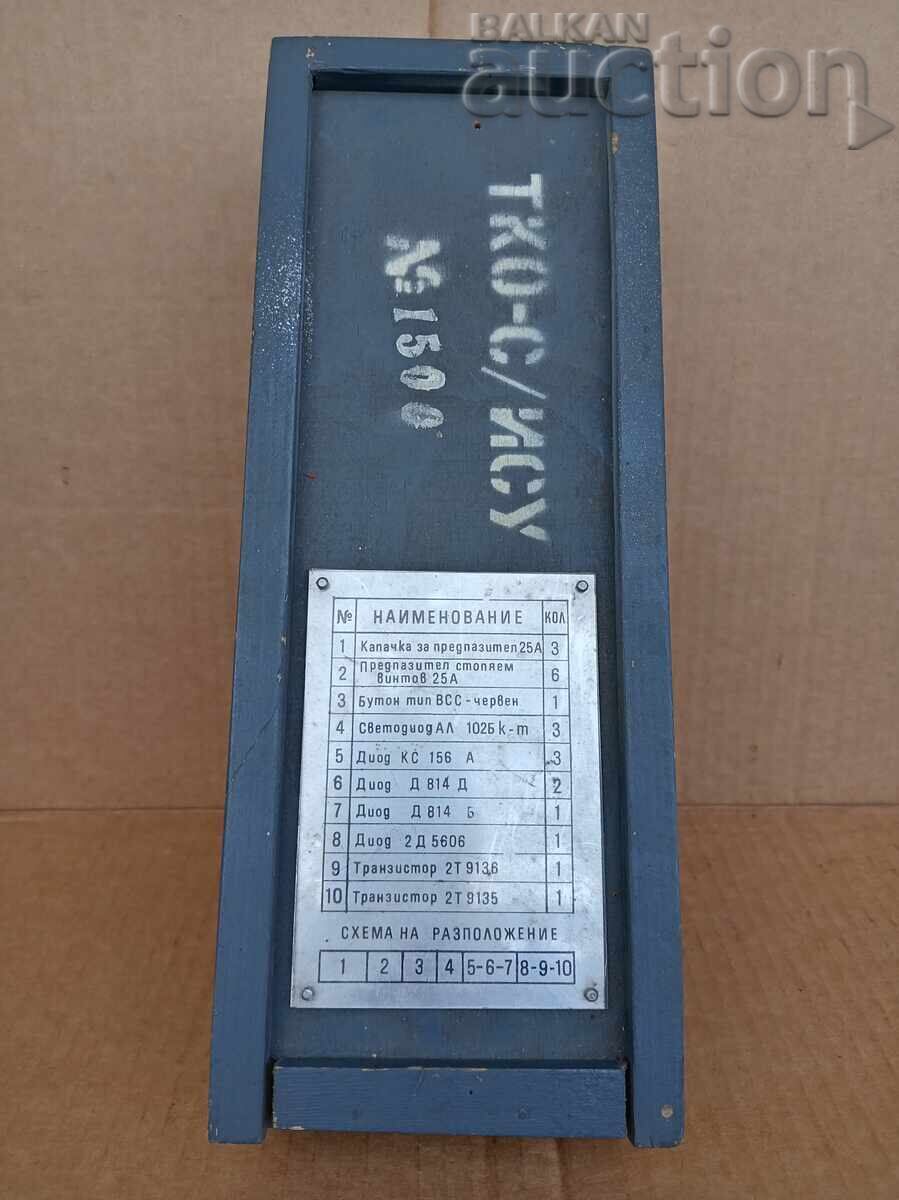 BALKAN
auction
ТКО-С/ИСУ
№:1500
№ НАИМЕНОВАНИЕ КОЛ
1 Капачка за предпазител 25А 3
2 Предпазител стопяем винтов 25А 6
3 Бутон тип ВСС - червен 1
4 Светодиод АЛ 102Б к-т 3
5 Диод КС 156 А 3
6 Диод Д 814 Д 2
7 Диод Д 814 Б 1
8 Диод 2Д 5606 1
9 Транзистор 2Т 9136 1
10 Транзистор 2Т 9135 1
СХЕМА НА РАЗПОЛОЖЕНИЕ
1 2 3 4 5-6-7 8-9-10